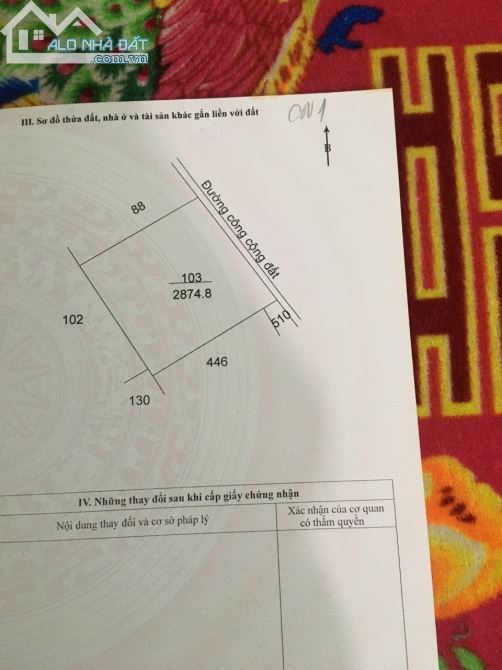 ALO NHÀ ĐẤT
.com.vn
III. Sơ đồ thửa đất, nhà ở và tài sản khác gắn liền với đất
ON1
B
88
Đường công cộng đất
103
2874.8
102
510
446
130
IV. Những thay đổi sau khi cấp giấy chứng nhận
Nội dung thay đổi và cơ sở pháp lý
Xác nhận của cơ quan
có thẩm quyền